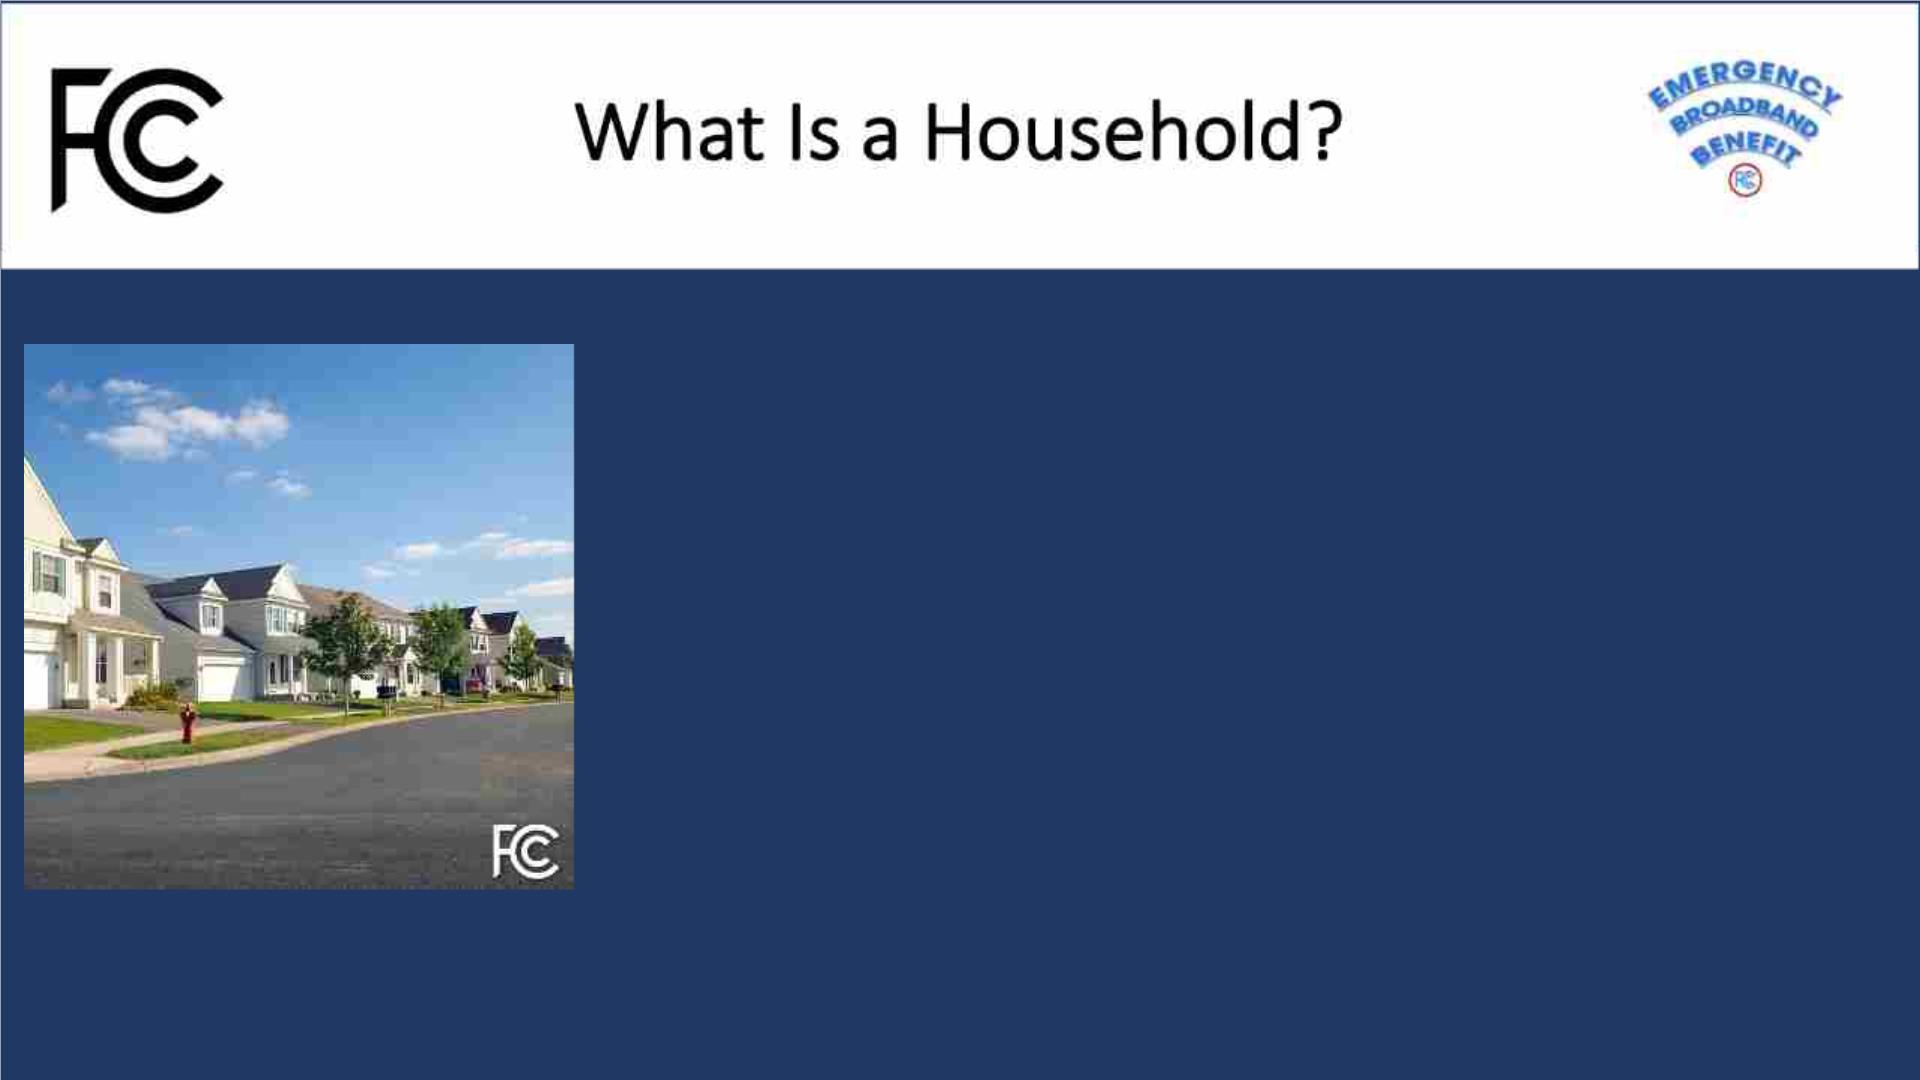 FCC
What Is a Household?
EMERGENCY
BROADBAND
BENEFIT
FCC
FCC